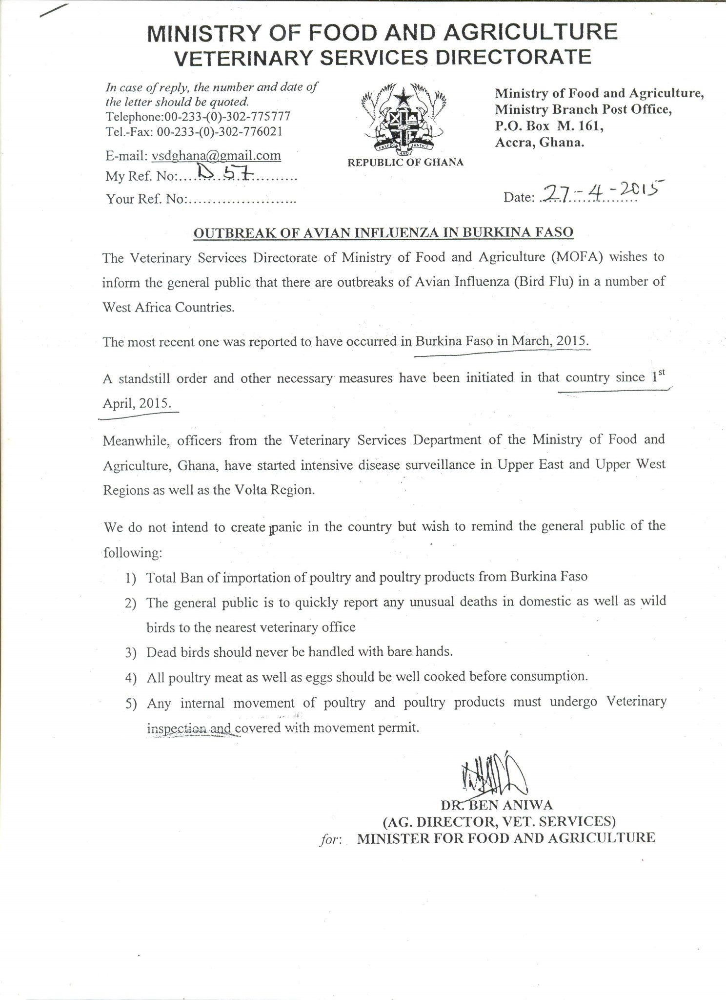 MINISTRY OF FOOD AND AGRICULTURE
VETERINARY SERVICES DIRECTORATE
In case of reply, the number and date of
the letter should be quoted.
Telephone:00-233-(0)-302-775777
Tel.-Fax: 00-233-(0)-302-776021
E-mail: vsdghana@gmail.com
My Ref. No:....D 57..........
Your Ref. No:.......................
FREEDOM AND JUSTICE
REPUBLIC OF GHANA
Ministry of Food and Agriculture,
Ministry Branch Post Office,
P.O. Box M. 161,
Accra, Ghana.
Date: 27-4-2015
OUTBREAK OF AVIAN INFLUENZA IN BURKINA FASO
The Veterinary Services Directorate of Ministry of Food and Agriculture (MOFA) wishes to
inform the general public that there are outbreaks of Avian Influenza (Bird Flu) in a number of
West Africa Countries.
The most recent one was reported to have occurred in Burkina Faso in March, 2015.
A standstill order and other necessary measures have been initiated in that country since 1st
April, 2015.
Meanwhile, officers from the Veterinary Services Department of the Ministry of Food and
Agriculture, Ghana, have started intensive disease surveillance in Upper East and Upper West
Regions as well as the Volta Region.
We do not intend to create panic in the country but wish to remind the general public of the
following:
1) Total Ban of importation of poultry and poultry products from Burkina Faso
2) The general public is to quickly report any unusual deaths in domestic as well as wild
birds to the nearest veterinary office
3) Dead birds should never be handled with bare hands.
4) All poultry meat as well as eggs should be well cooked before consumption.
5) Any internal movement of poultry and poultry products must undergo Veterinary
inspection and covered with movement permit.
DR. BEN ANIWA
(AG. DIRECTOR, VET. SERVICES)
for: MINISTER FOR FOOD AND AGRICULTURE